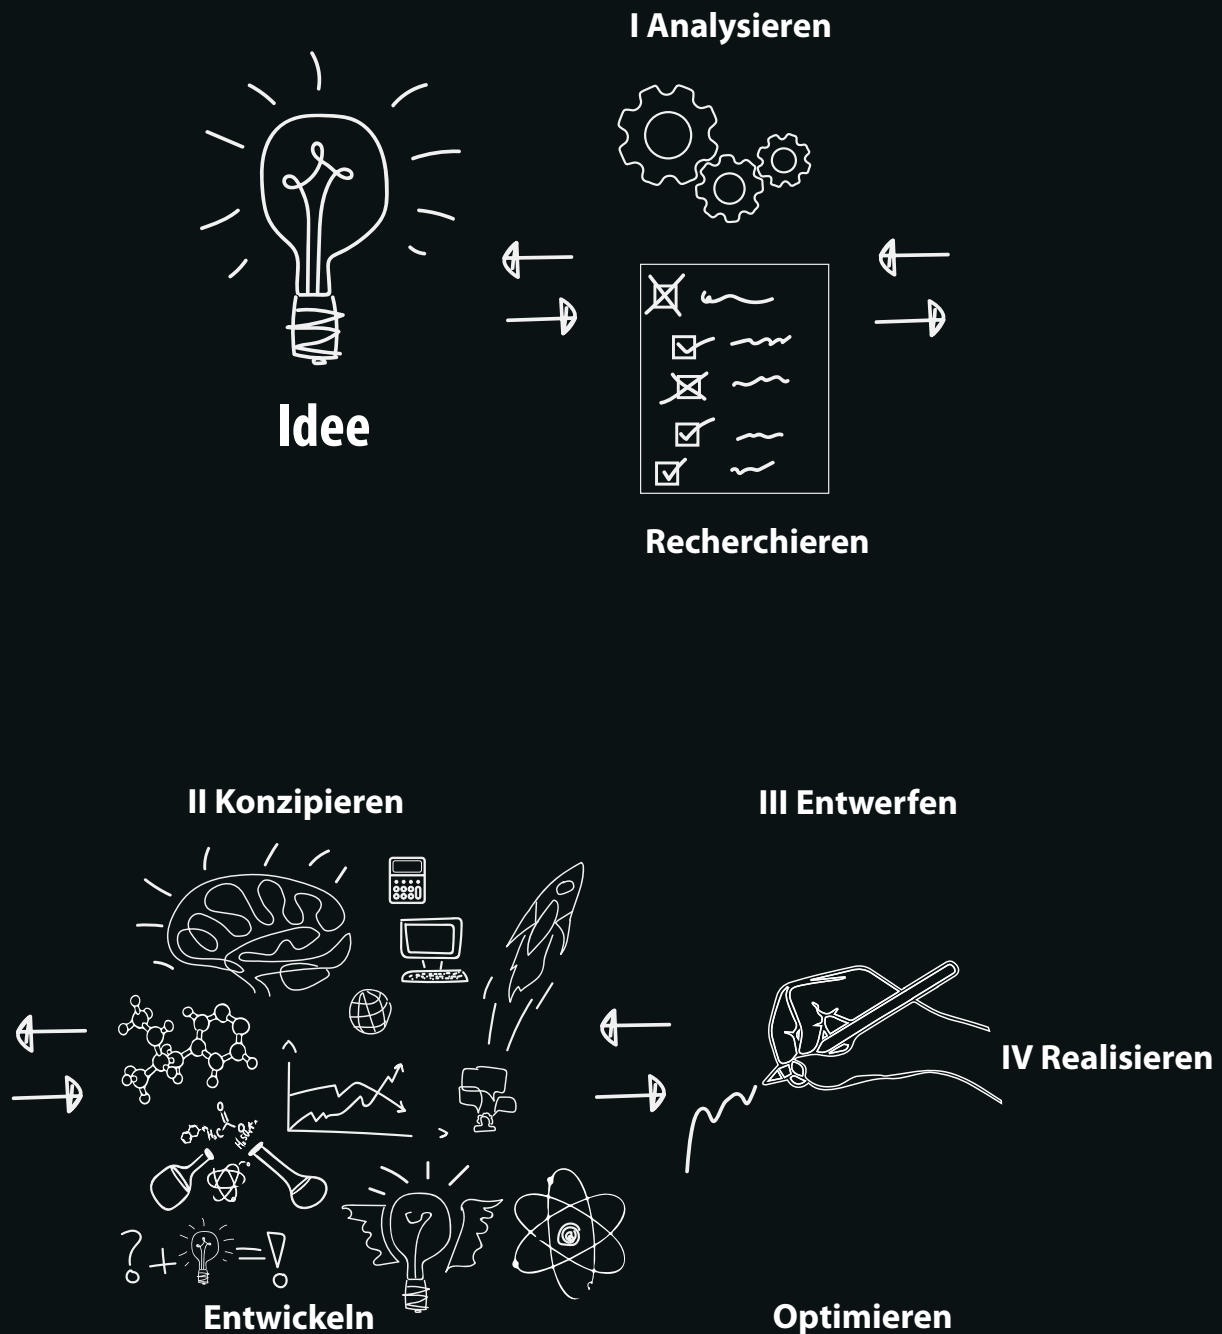 I Analysieren
Idee
Recherchieren
II Konzipieren
III Entwerfen
IV Realisieren
? + = !
Entwickeln
Optimieren